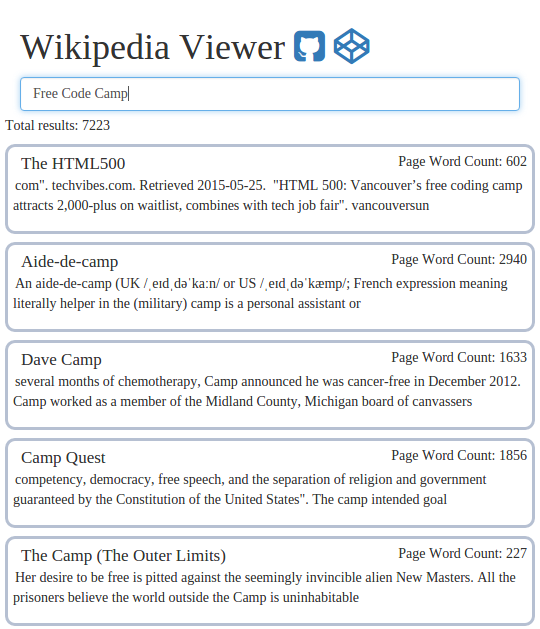 Wikipedia Viewer
Free Code Camp
Total results: 7223
The HTML500 Page Word Count: 602
com". techvibes.com. Retrieved 2015-05-25. "HTML 500: Vancouver’s free coding camp
attracts 2,000-plus on waitlist, combines with tech job fair". vancouversun
Aide-de-camp Page Word Count: 2940
An aide-de-camp (UK /ˌeɪdˌdəˈkaːn/ or US /ˌeɪdˌdəˈkæmp/; French expression meaning
literally helper in the (military) camp is a personal assistant or
Dave Camp Page Word Count: 1633
several months of chemotherapy, Camp announced he was cancer-free in December 2012.
Camp worked as a member of the Midland County, Michigan board of canvassers
Camp Quest Page Word Count: 1856
competency, democracy, free speech, and the separation of religion and government
guaranteed by the Constitution of the United States". The camp intended goal
The Camp (The Outer Limits) Page Word Count: 227
Her desire to be free is pitted against the seemingly invincible alien New Masters. All the
prisoners believe the world outside the Camp is uninhabitable